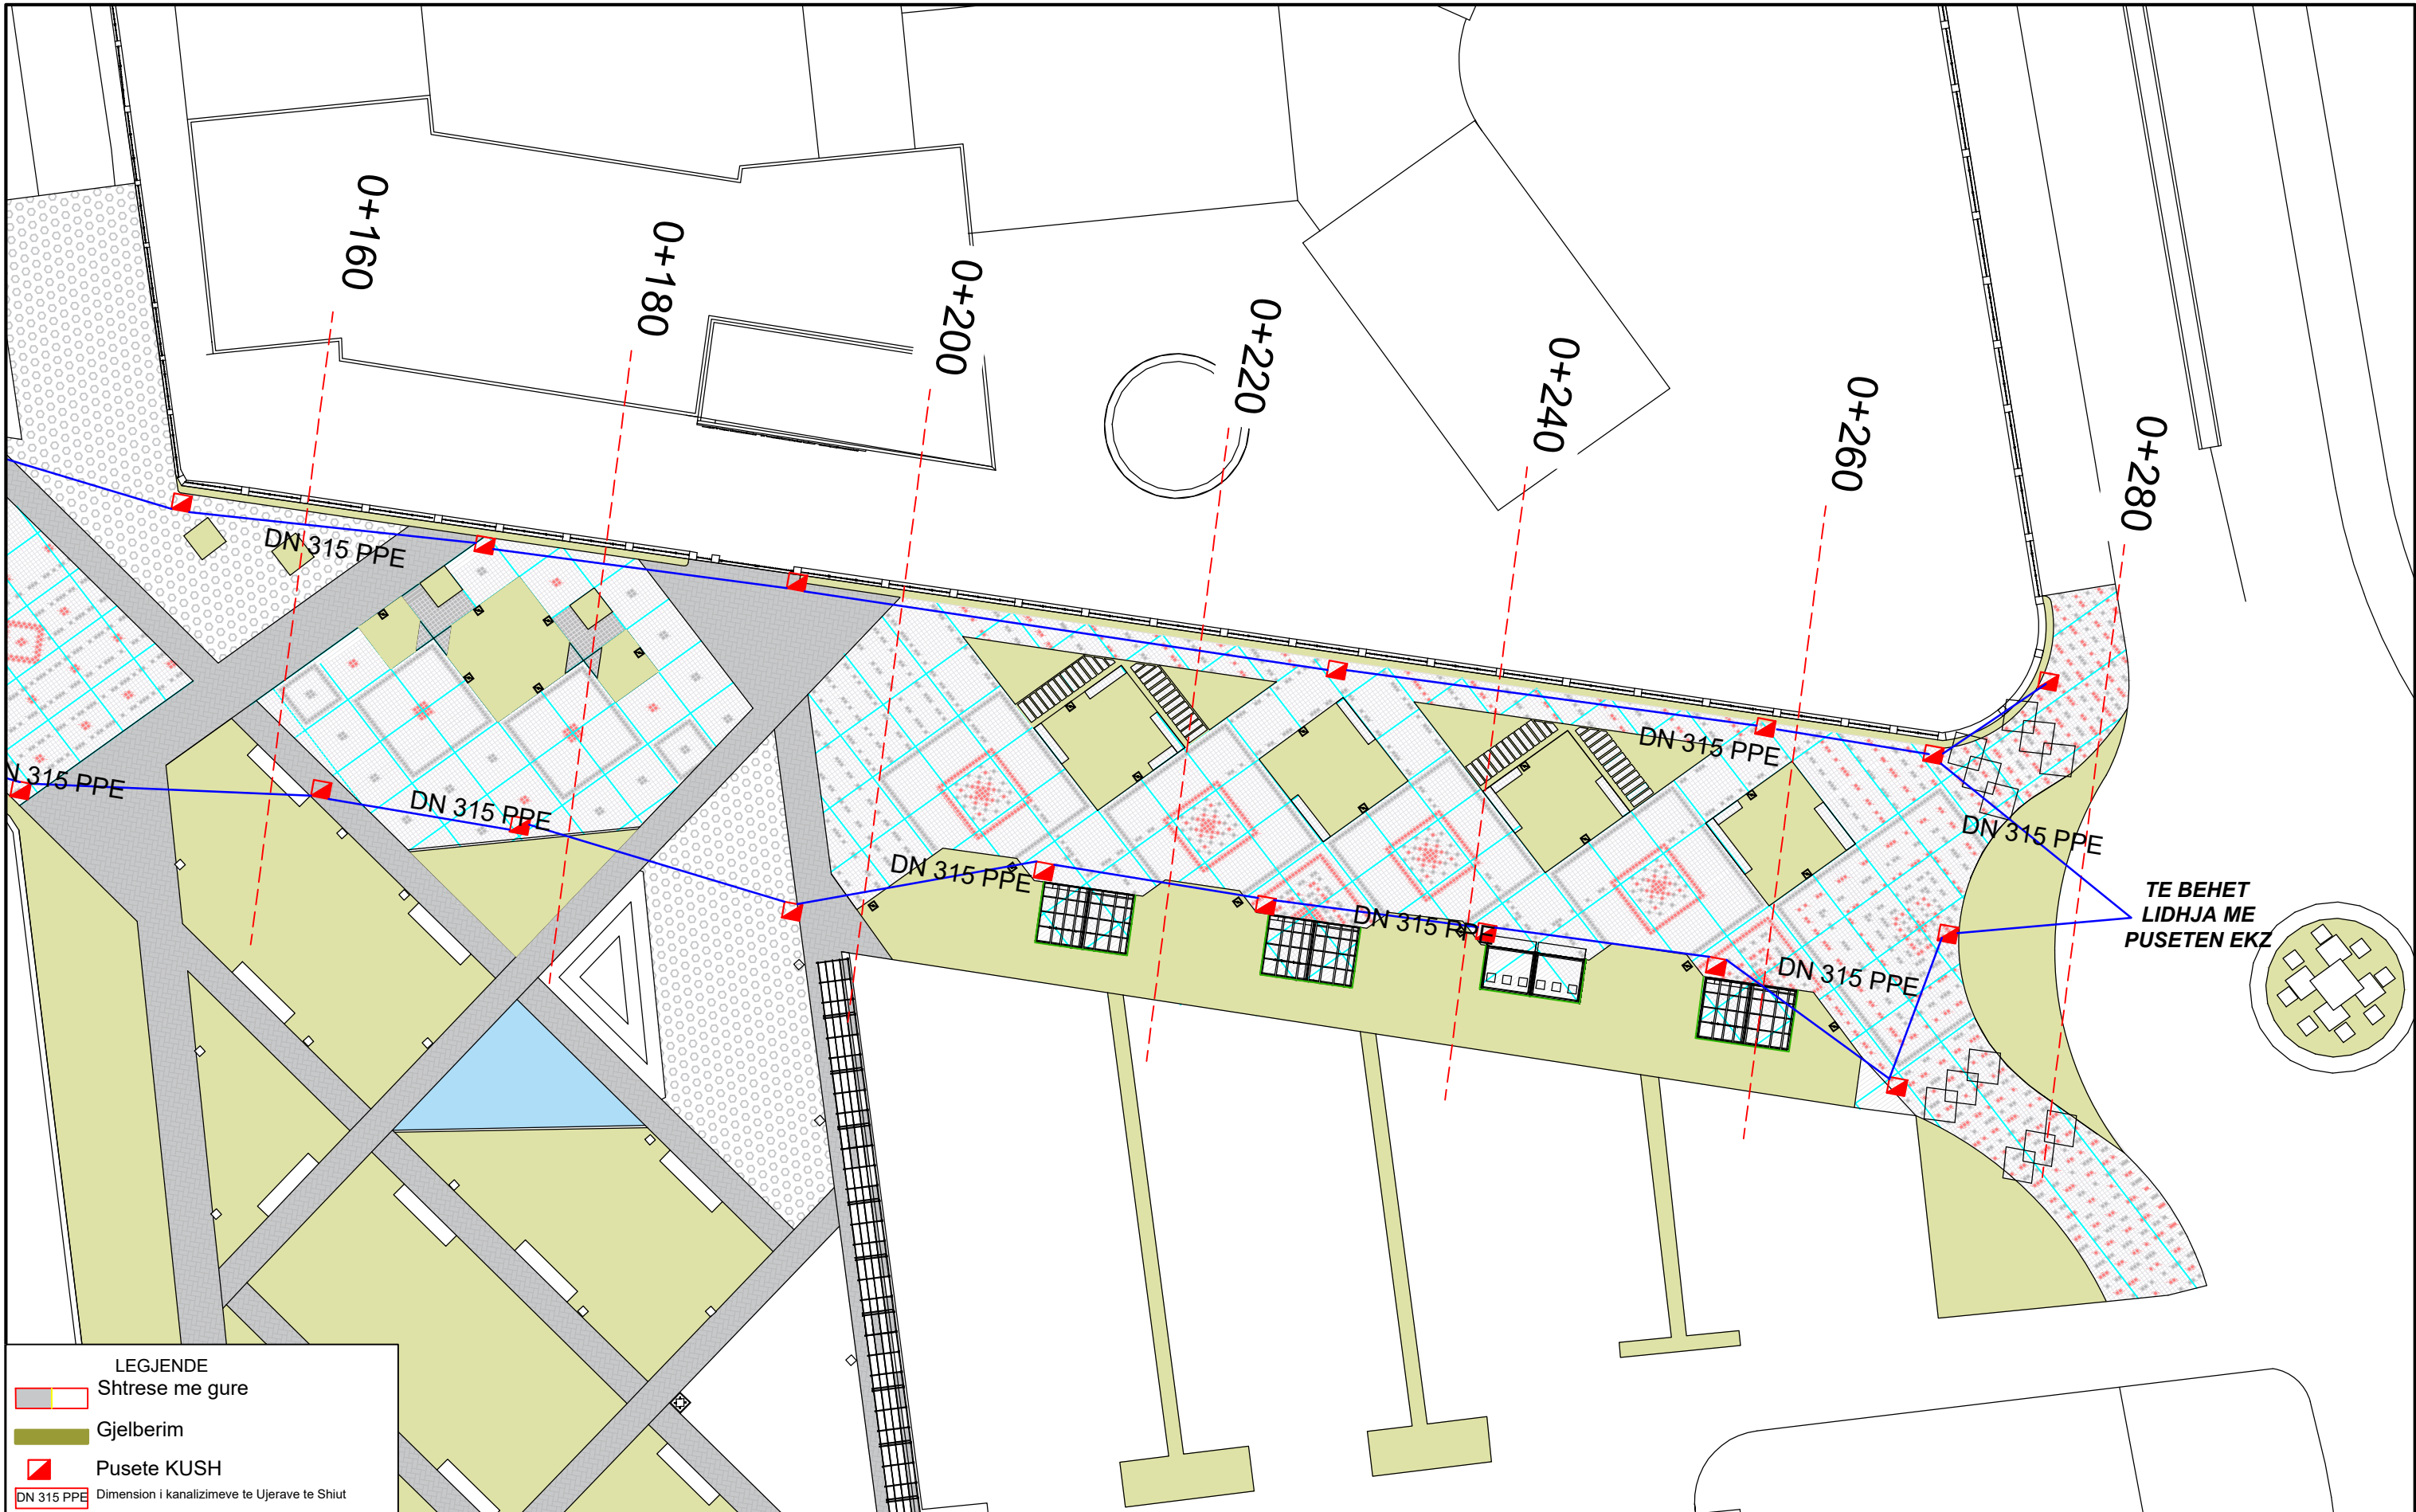 0+160
0+180
0+200
0+220
0+240
0+260
0+280
DN 315 PPE
DN 315 PPE
N 315 PPE
DN 315 PPE
DN 315 PPE
DN 315 PPE
DN 315 PPE
DN 315 PPE
TE BEHET
LIDHJA ME
PUSETEN EKZ
LEGJENDE
Shtrese me gure
Gjelberim
Pusete KUSH
DN 315 PPE Dimension i kanalizimeve te Ujerave te Shiut